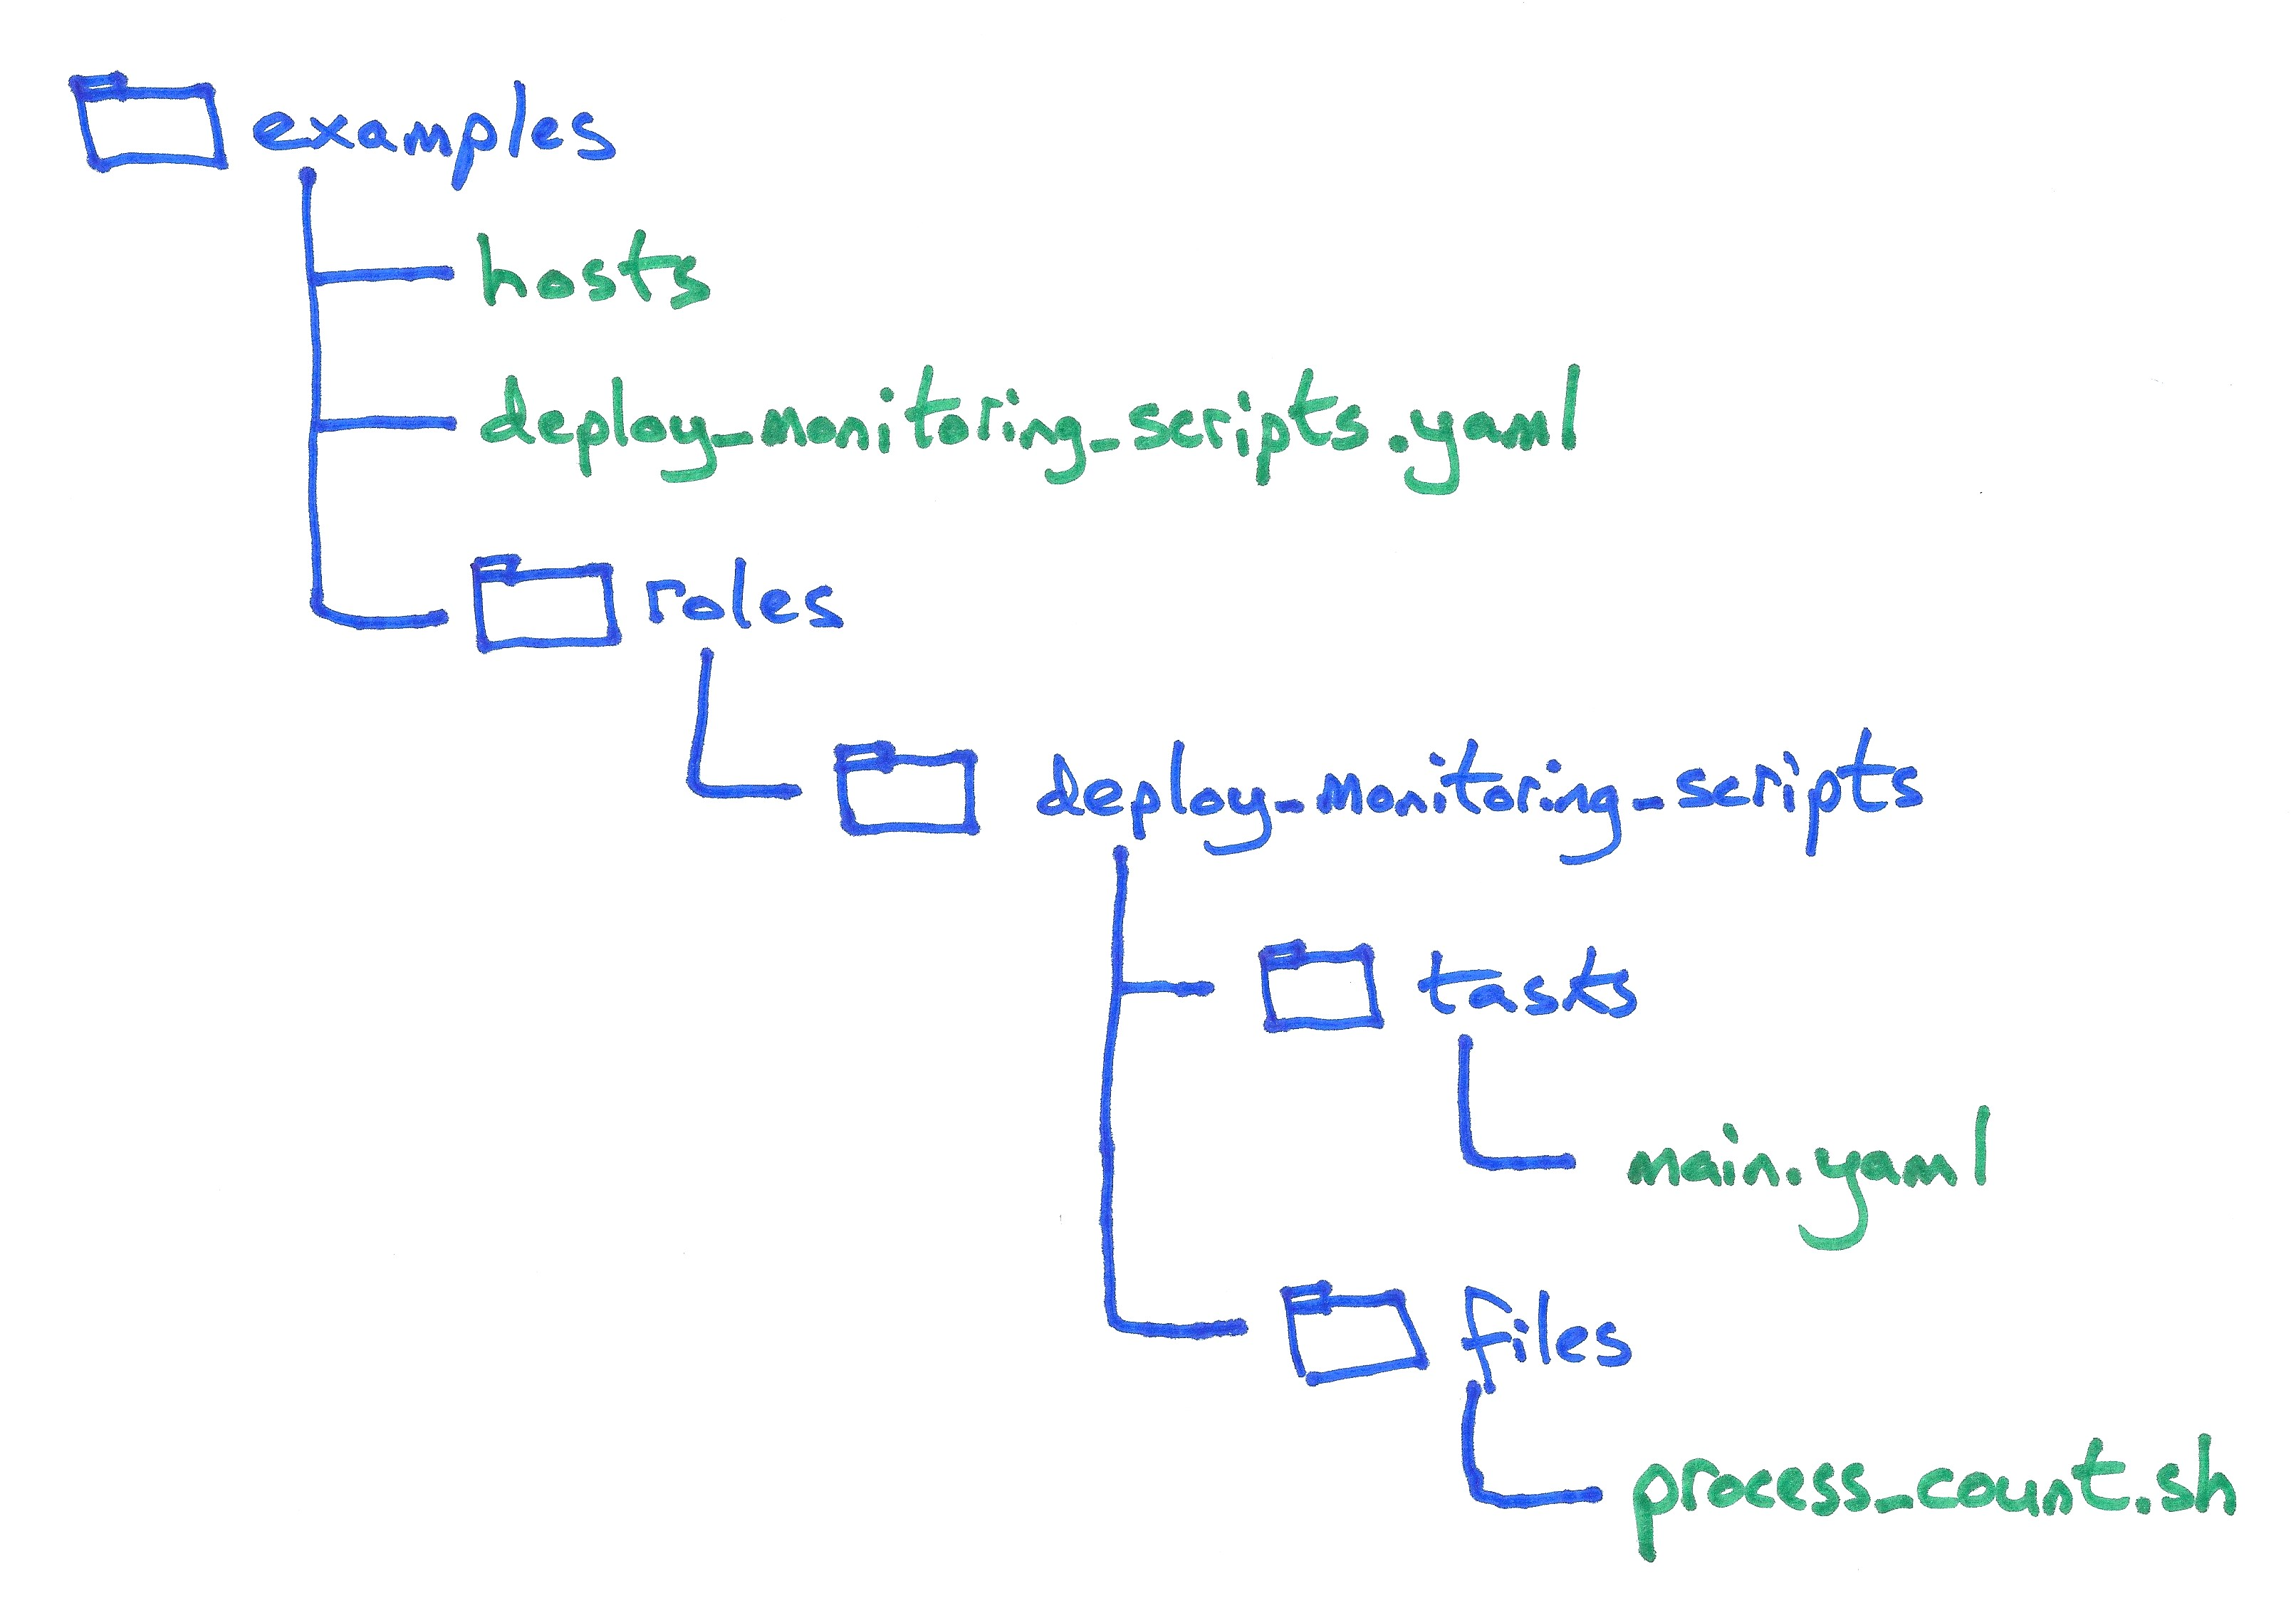 examples
hosts
deploy_monitoring_scripts.yaml
roles
deploy_monitoring_scripts
tasks
main.yaml
files
process_count.sh